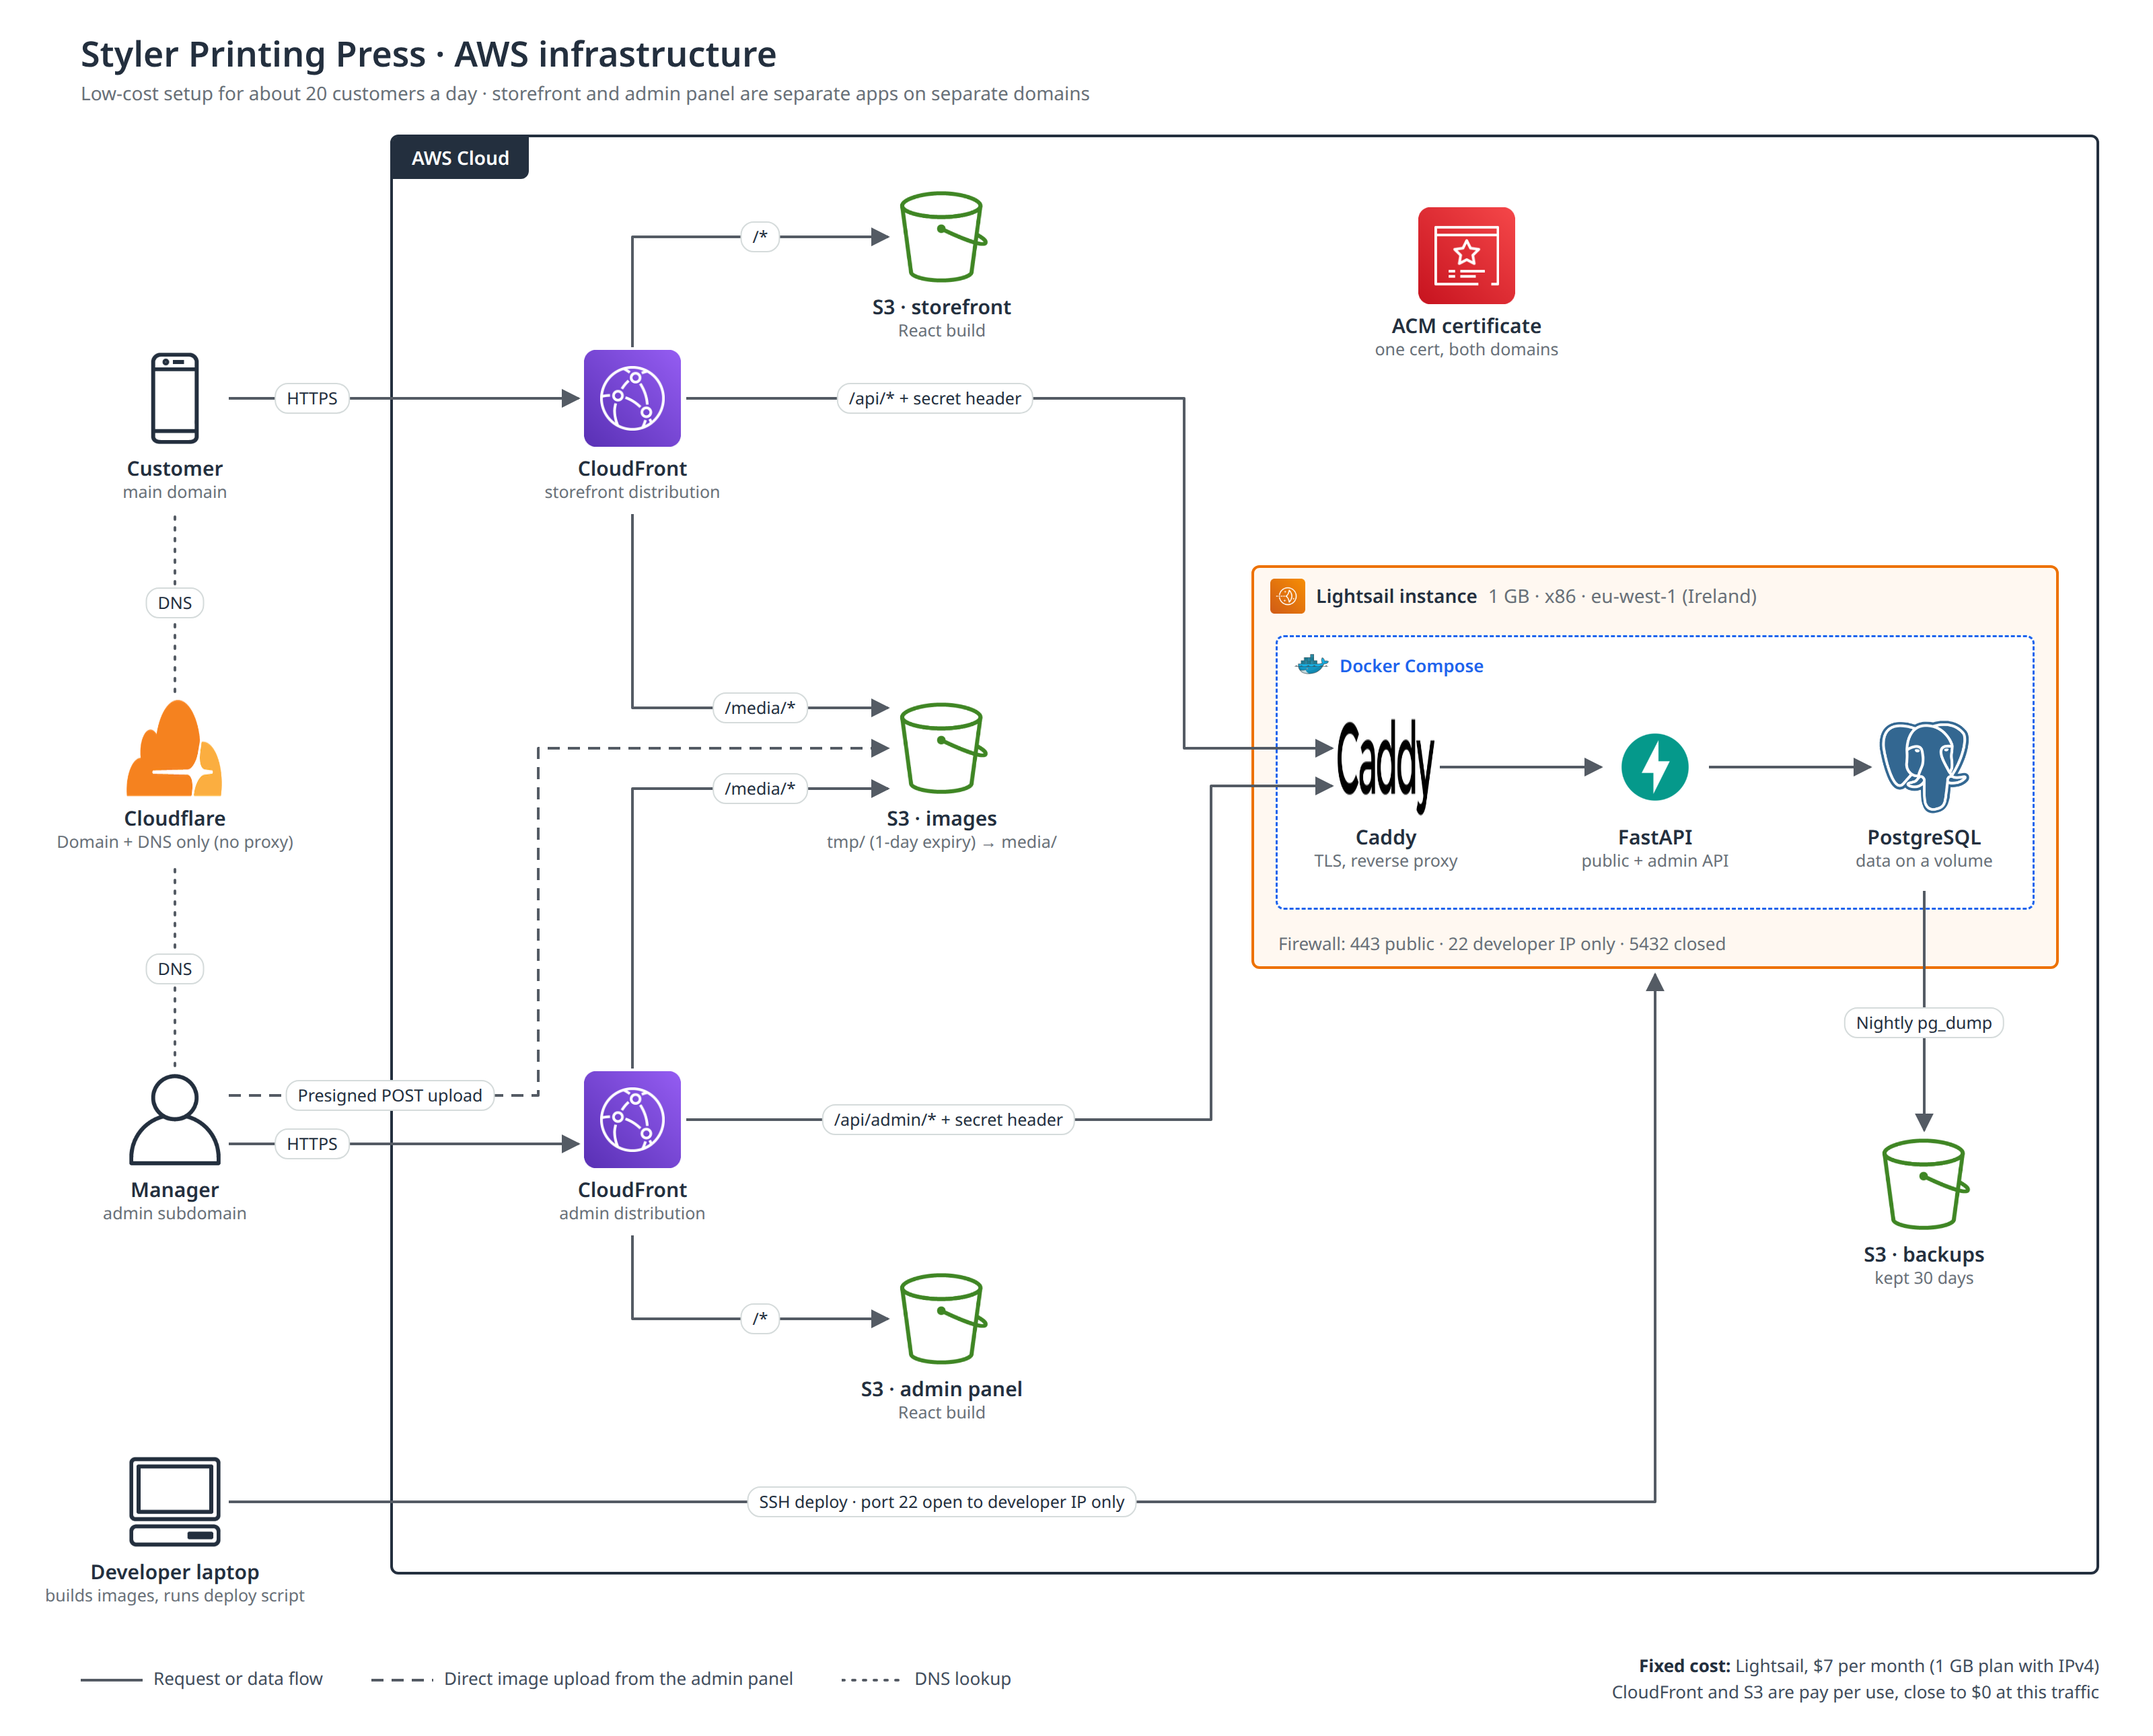 Styler Printing Press · AWS infrastructure
Low-cost setup for about 20 customers a day · storefront and admin panel are separate apps on separate domains
AWS Cloud
/*
S3 · storefront
React build
ACM certificate
one cert, both domains
HTTPS
/api/* + secret header
Customer
main domain
CloudFront
storefront distribution
DNS
Lightsail instance 1 GB · x86 · eu-west-1 (Ireland)
Docker Compose
/media/*
/media/*
Caddy
Cloudflare
Domain + DNS only (no proxy)
S3 · images
tmp/ (1-day expiry) → media/
Caddy
TLS, reverse proxy
FastAPI
public + admin API
PostgreSQL
data on a volume
Firewall: 443 public · 22 developer IP only · 5432 closed
DNS
Nightly pg_dump
Presigned POST upload
/api/admin/* + secret header
HTTPS
Manager
admin subdomain
CloudFront
admin distribution
S3 · backups
kept 30 days
/*
S3 · admin panel
React build
SSH deploy · port 22 open to developer IP only
Developer laptop
builds images, runs deploy script
Request or data flow
Direct image upload from the admin panel
DNS lookup
Fixed cost: Lightsail, $7 per month (1 GB plan with IPv4)
CloudFront and S3 are pay per use, close to $0 at this traffic